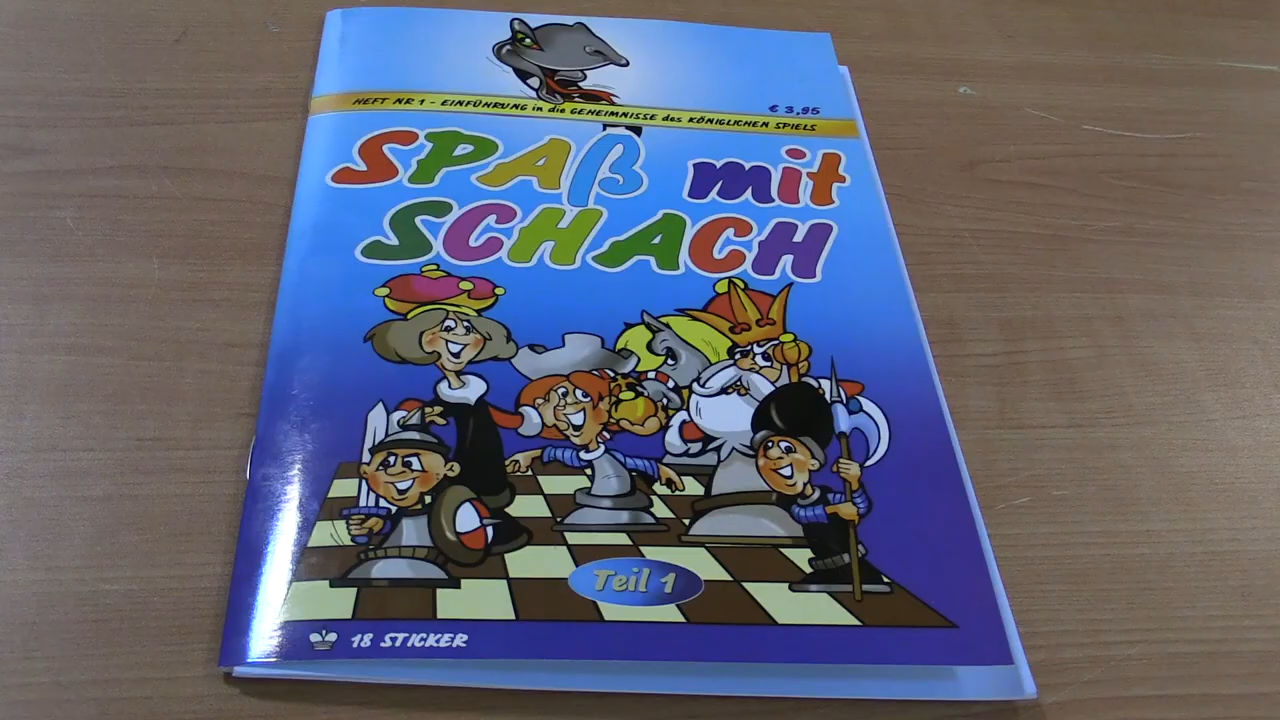 € 3,95
HEFT NR 1 - EINFÜHRUNG in die GEHEIMNISSE des KÖNIGLICHEN SPIELS
SPAß mit
SCHACH
Teil 1
18 STICKER